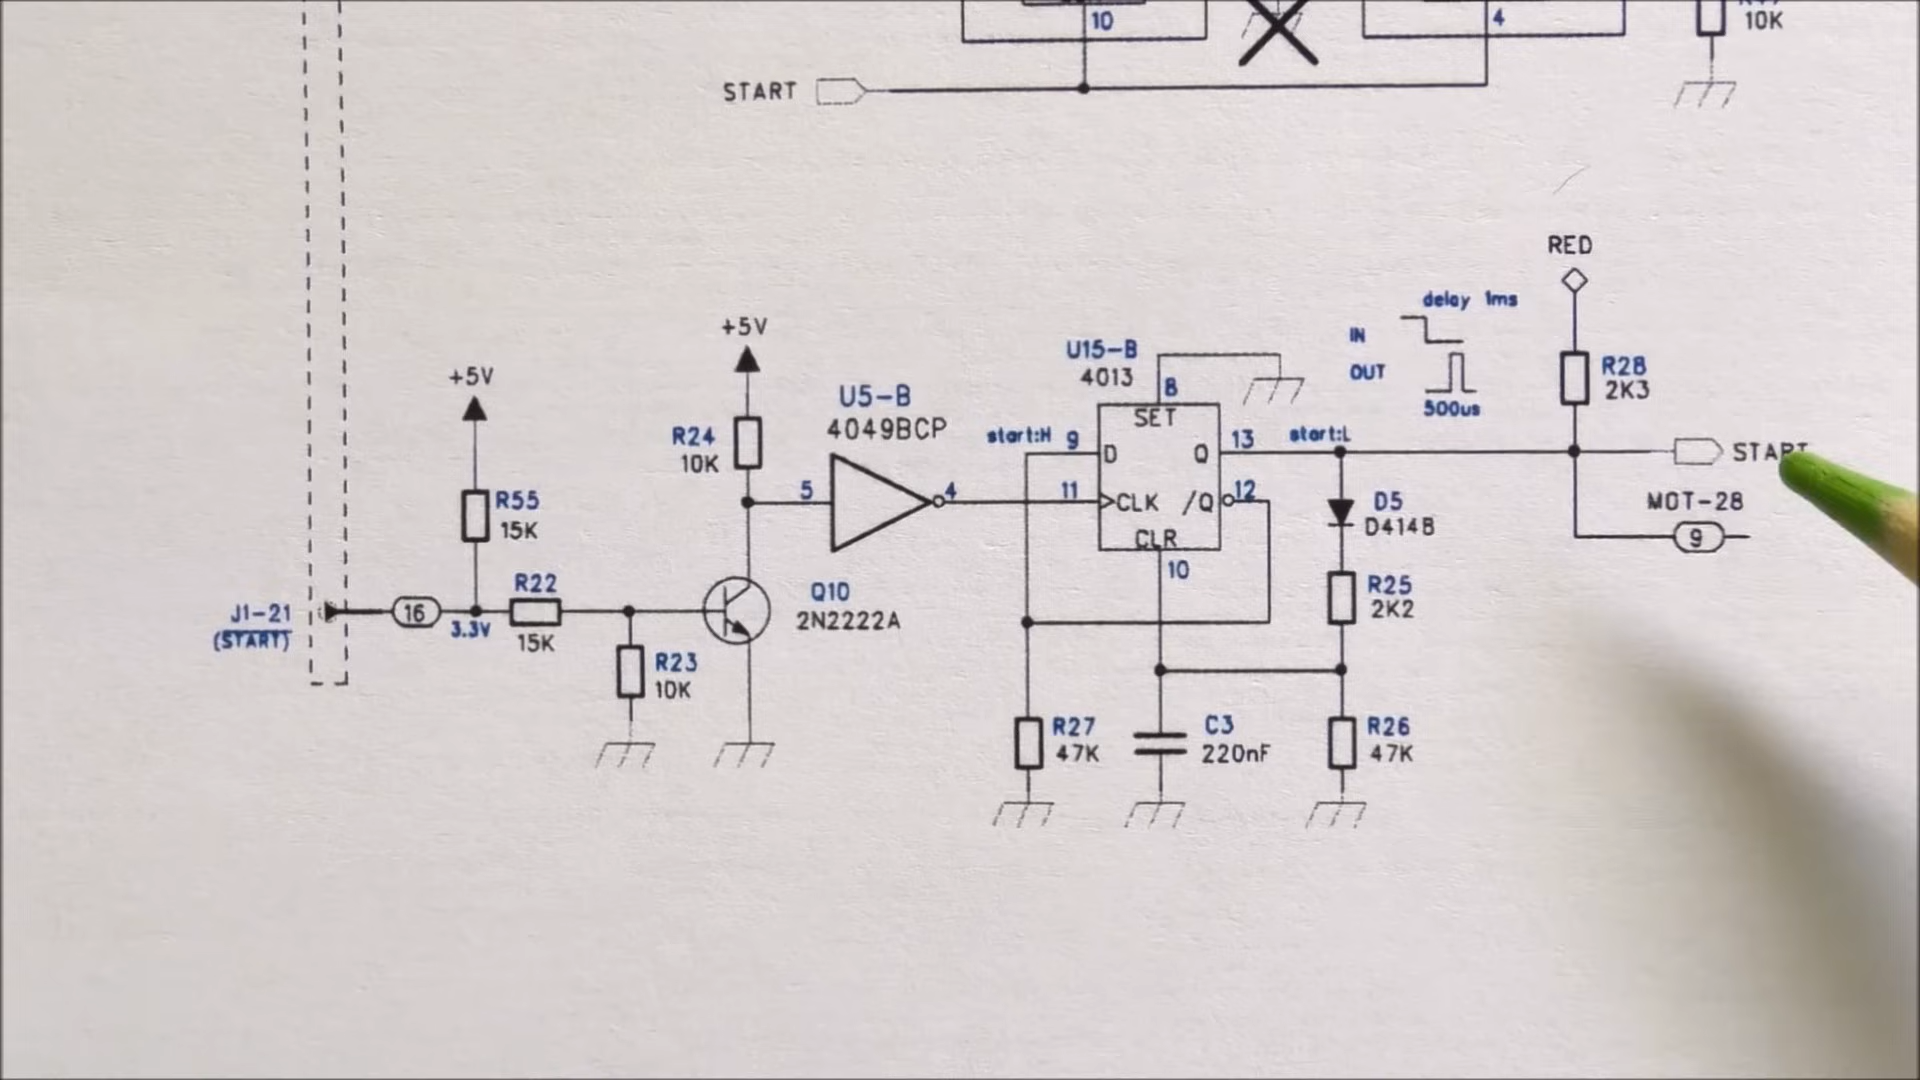 10
4
10K
START
RED
delay 1ms
IN
OUT
500us
+5V
+5V
U15-B
4013
8
SET
R28
2K3
U5-B
4049BCP
R24
10K
start:H
9
D
Q
13
start:L
START
R55
15K
5
4
11
CLK
/Q
12
D5
D414B
MOT-28
9
CLR
10
R22
15K
Q10
2N2222A
R25
2K2
J1-21
(START)
16
3.3V
R23
10K
R27
47K
C3
220nF
R26
47K